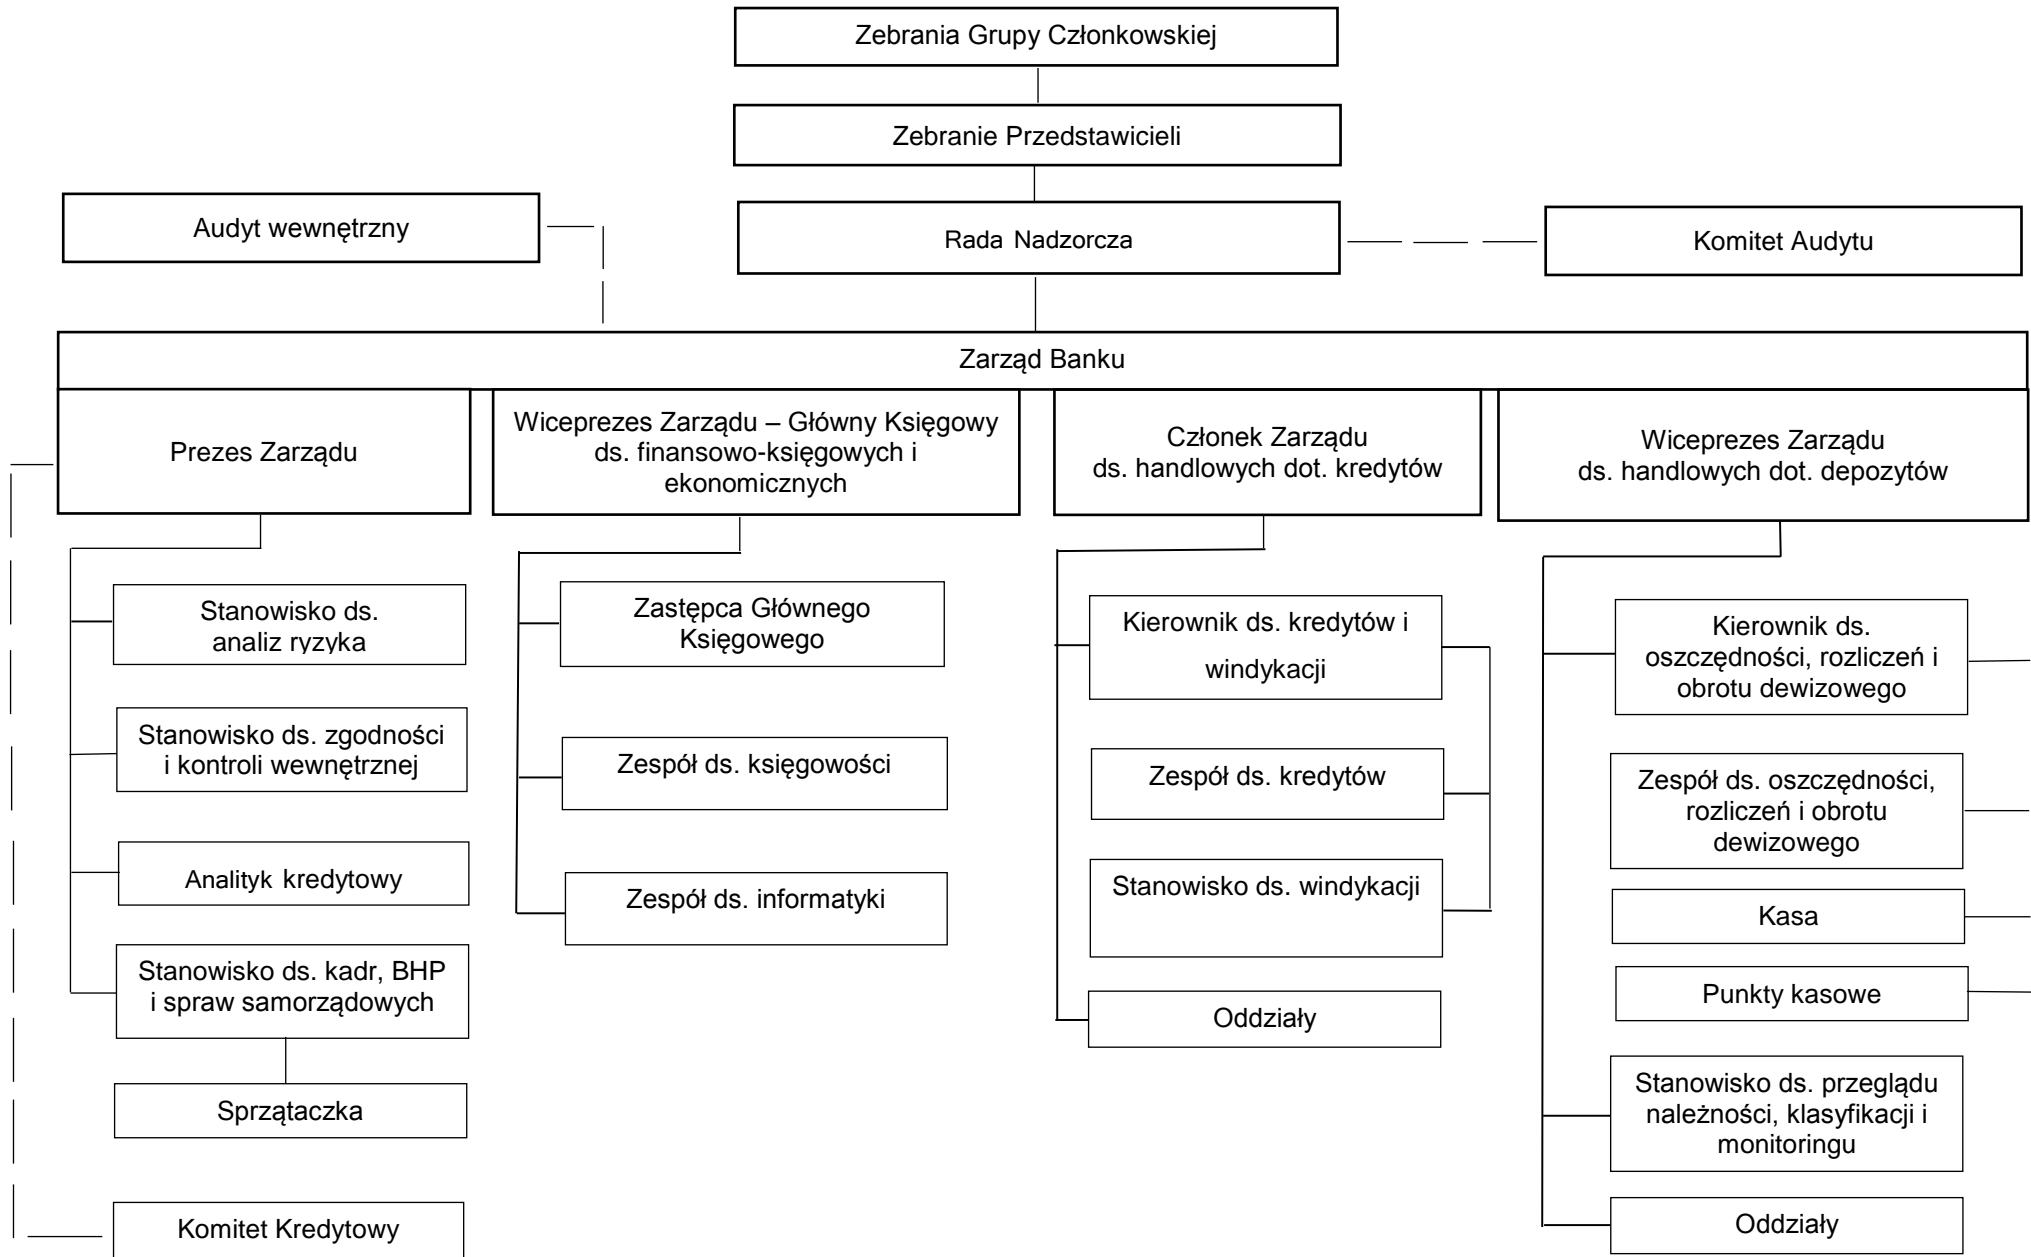 Zebrania Grupy Członkowskiej
Zebranie Przedstawicieli
Audyt wewnętrzny
Rada Nadzorcza
Komitet Audytu
Zarząd Banku
Prezes Zarządu
Wiceprezes Zarządu – Główny Księgowy
ds. finansowo-księgowych i
ekonomicznych
Członek Zarządu
ds. handlowych dot. kredytów
Wiceprezes Zarządu
ds. handlowych dot. depozytów
Stanowisko ds.
analiz ryzyka
Stanowisko ds. zgodności
i kontroli wewnętrznej
Analityk kredytowy
Stanowisko ds. kadr, BHP
i spraw samorządowych
Sprzątaczka
Komitet Kredytowy
Zastępca Głównego
Księgowego
Zespół ds. księgowości
Zespół ds. informatyki
Kierownik ds. kredytów i
windykacji
Zespół ds. kredytów
Stanowisko ds. windykacji
Oddziały
Kierownik ds.
oszczędności, rozliczeń i
obrotu dewizowego
Zespół ds. oszczędności,
rozliczeń i obrotu
dewizowego
Kasa
Punkty kasowe
Stanowisko ds. przeglądu
należności, klasyfikacji i
monitoringu
Oddziały